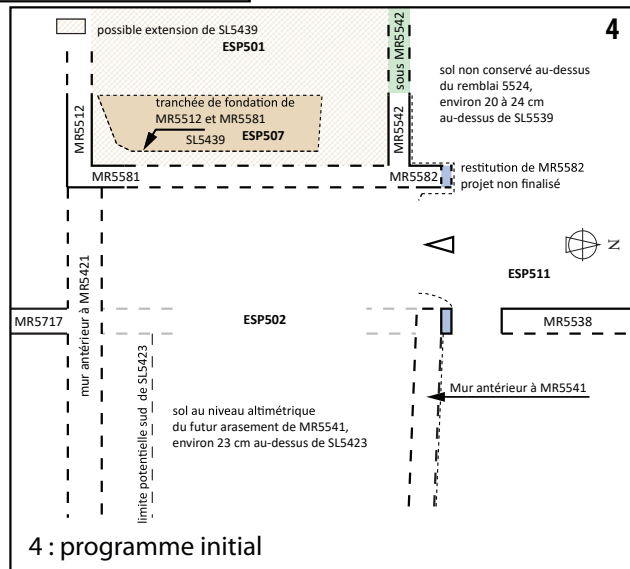 4
possible extension de SL5439
ESP501
sous MR5542
sol non conservé au-dessus
du remblai 5524,
environ 20 à 24 cm
au-dessus de SL5539
tranchée de fondation de
MR5512 et MR5581
SL5439
ESP507
MR5512
MR5542
MR5581
MR5582
restitution de MR5582
projet non finalisé
N
ESP511
mur antérieur à MR5421
MR5717
ESP502
MR5538
limite potentielle sud de SL5423
Mur antérieur à MR5541
sol au niveau altimétrique
du futur arasement de MR5541,
environ 23 cm au-dessus de SL5423
4 : programme initial